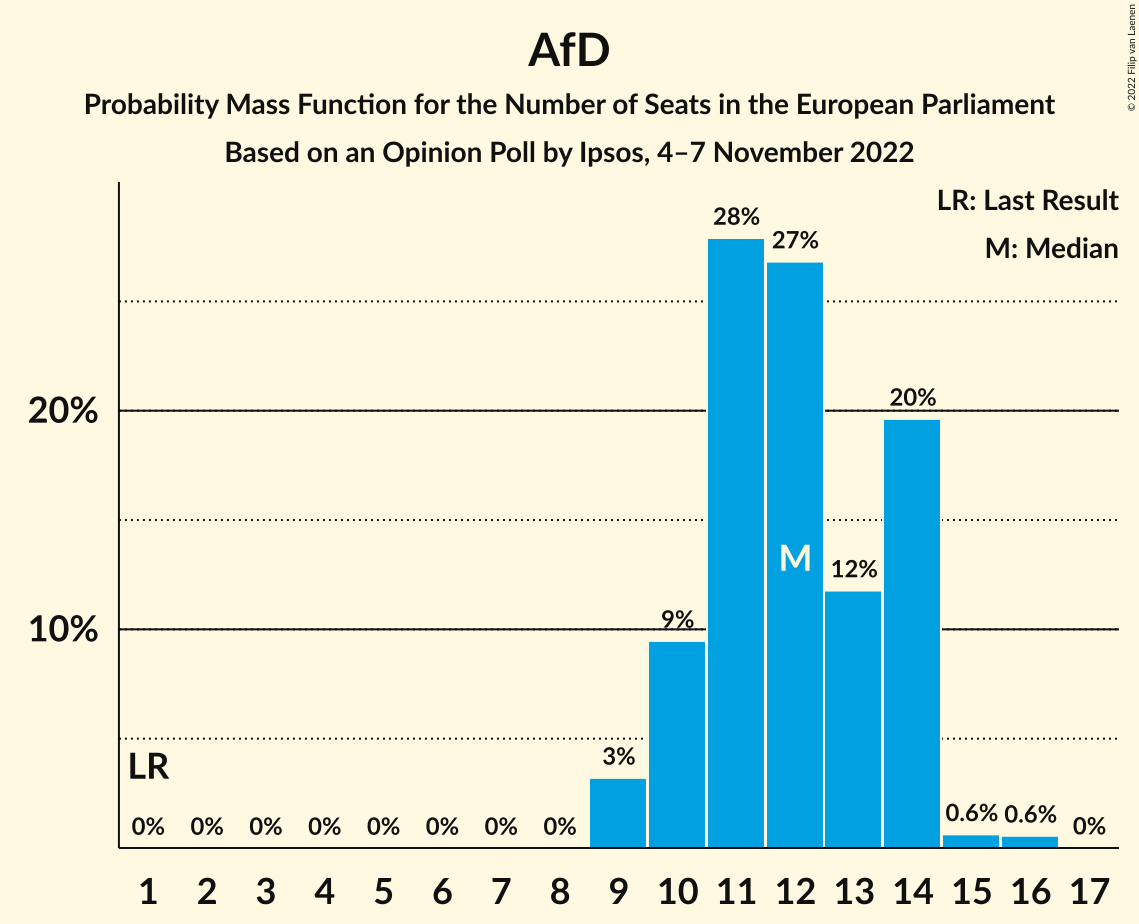 AfD
Probability Mass Function for the Number of Seats in the European Parliament
Based on an Opinion Poll by Ipsos, 4–7 November 2022
© 2022 Filip van Laenen
LR: Last Result
M: Median
28%
27%
20%
20%
M
12%
10%
9%
LR
3%
0% 0% 0% 0% 0% 0% 0% 0% 0.6% 0.6% 0%
1 2 3 4 5 6 7 8 9 10 11 12 13 14 15 16 17